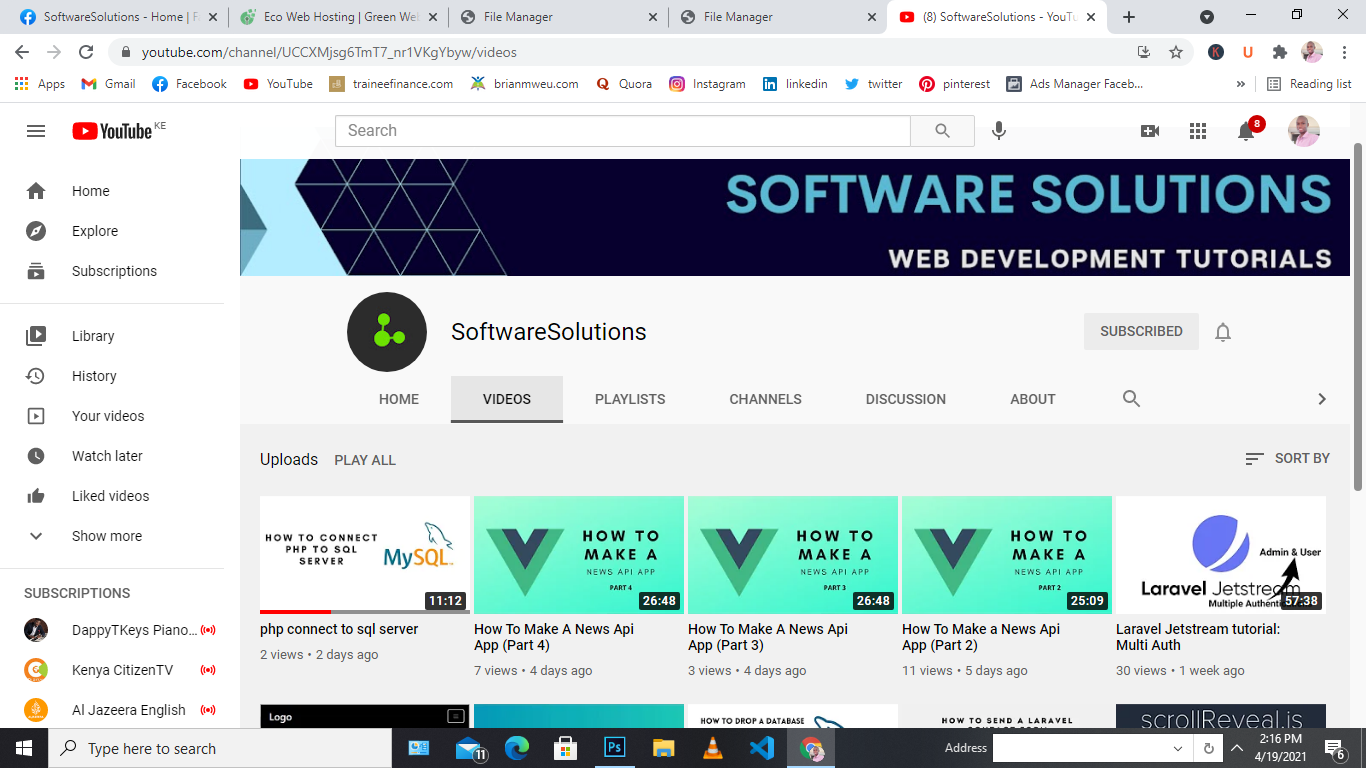 SoftwareSolutions - Home | F
Eco Web Hosting | Green Wel
File Manager
File Manager
(8) SoftwareSolutions - YouTu
youtube.com/channel/UCCXMjsg6TmT7_nr1VKgYbyw/videos
Apps
Gmail
Facebook
YouTube
traineefinance.com
brianmweu.com
Quora
Instagram
linkedin
twitter
pinterest
Ads Manager Faceb...
»
Reading list
YouTube KE
Search
8
Home
Explore
Subscriptions
Library
History
Your videos
Watch later
Liked videos
Show more
SUBSCRIPTIONS
DappyTKeys Piano...
Kenya CitizenTV
Al Jazeera English
SOFTWARE SOLUTIONS
WEB DEVELOPMENT TUTORIALS
SoftwareSolutions
SUBSCRIBED
HOME
VIDEOS
PLAYLISTS
CHANNELS
DISCUSSION
ABOUT
Uploads
PLAY ALL
SORT BY
HOW TO CONNECT
PHP TO SQL
SERVER
MySQL
11:12
php connect to sql server
2 views • 2 days ago
HOW TO
MAKE A
NEWS API APP
PART 4
26:48
How To Make A News Api
App (Part 4)
7 views • 4 days ago
HOW TO
MAKE A
NEWS API APP
PART 3
26:48
How To Make A News Api
App (Part 3)
3 views • 4 days ago
HOW TO
MAKE A
NEWS API APP
PART 2
25:09
How To Make a News Api
App (Part 2)
11 views • 5 days ago
Admin & User
Laravel Jetstream
Multiple Authenti
57:38
Laravel Jetstream tutorial:
Multi Auth
30 views • 1 week ago
Logo
HOW TO DROP A DATABASE
HOW TO SEND A LARAVEL
scrollReveal.js
Type here to search
11
Ps
Address
2:16 PM
4/19/2021
6